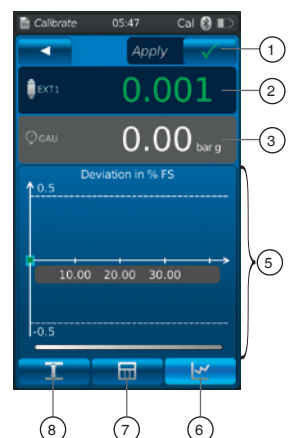 Calibrate 05:47 Cal
Apply
1
EXT1 0.001
2
GAU 0.00 bar g
3
Deviation in % FS
0.5
10.00 20.00 30.00
5
-0.5
8 7 6